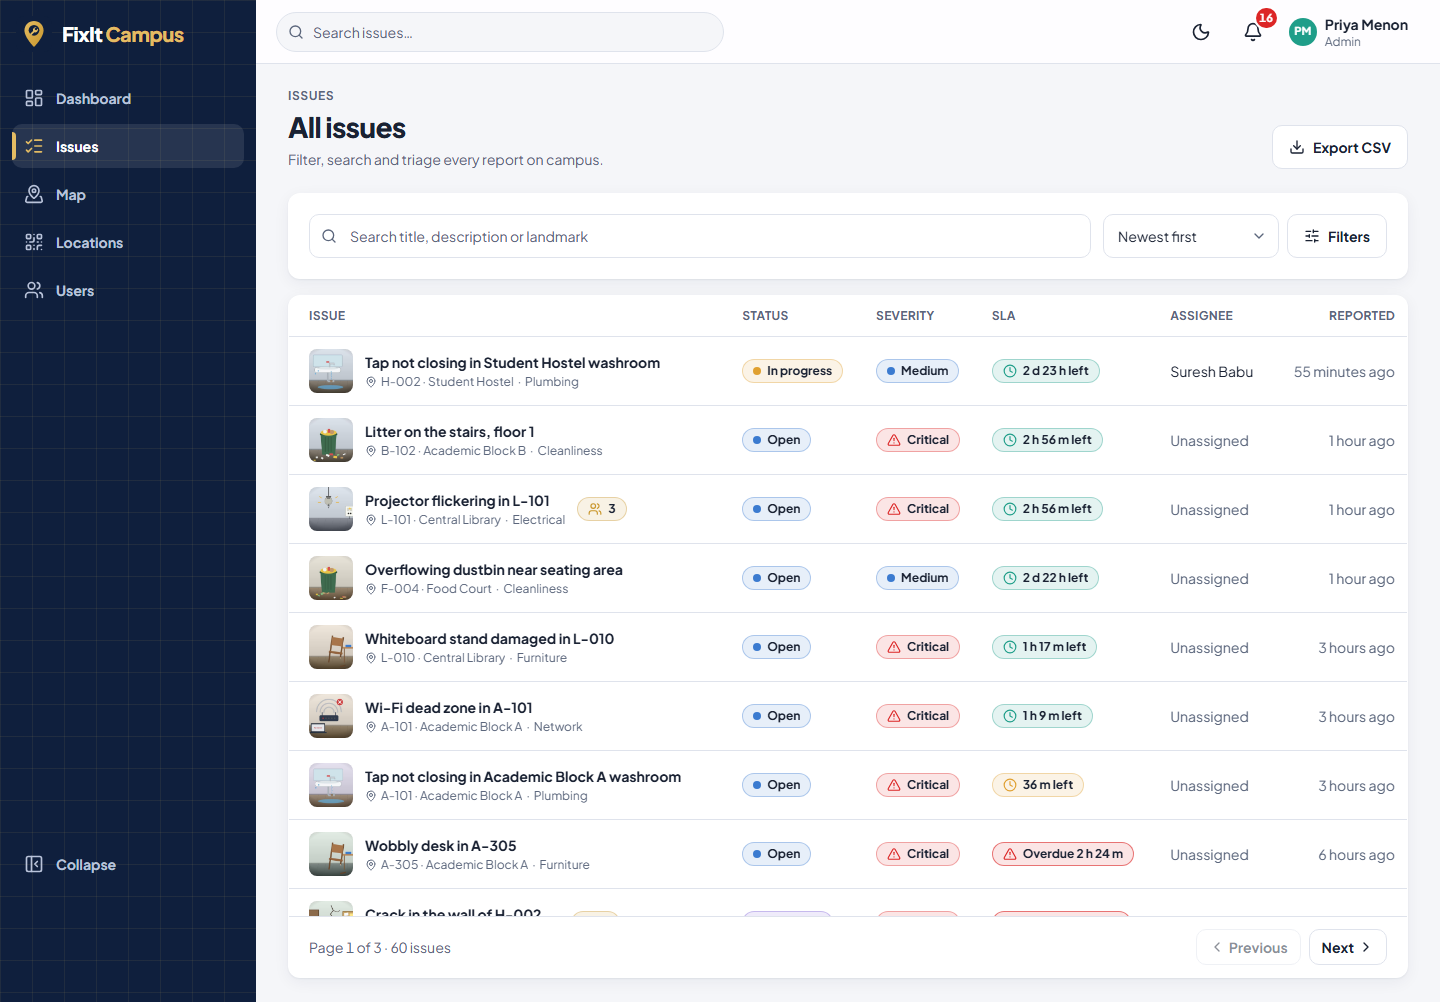 FixIt Campus
Search issues...
16
PM
Priya Menon
Admin
Dashboard
Issues
Map
Locations
Users
Collapse
ISSUES
All issues
Filter, search and triage every report on campus.
Export CSV
Search title, description or landmark
Newest first
Filters
ISSUE STATUS SEVERITY SLA ASSIGNEE REPORTED
Tap not closing in Student Hostel washroom
H-002 · Student Hostel · Plumbing
In progress Medium 2 d 23 h left Suresh Babu 55 minutes ago
Litter on the stairs, floor 1
B-102 · Academic Block B · Cleanliness
Open Critical 2 h 56 m left Unassigned 1 hour ago
Projector flickering in L-101
L-101 · Central Library · Electrical
3
Open Critical 2 h 56 m left Unassigned 1 hour ago
Overflowing dustbin near seating area
F-004 · Food Court · Cleanliness
Open Medium 2 d 22 h left Unassigned 1 hour ago
Whiteboard stand damaged in L-010
L-010 · Central Library · Furniture
Open Critical 1 h 17 m left Unassigned 3 hours ago
Wi-Fi dead zone in A-101
A-101 · Academic Block A · Network
Open Critical 1 h 9 m left Unassigned 3 hours ago
Tap not closing in Academic Block A washroom
A-101 · Academic Block A · Plumbing
Open Critical 36 m left Unassigned 3 hours ago
Wobbly desk in A-305
A-305 · Academic Block A · Furniture
Open Critical Overdue 2 h 24 m Unassigned 6 hours ago
Crack in the wall of H-002
Page 1 of 3 · 60 issues
Previous
Next